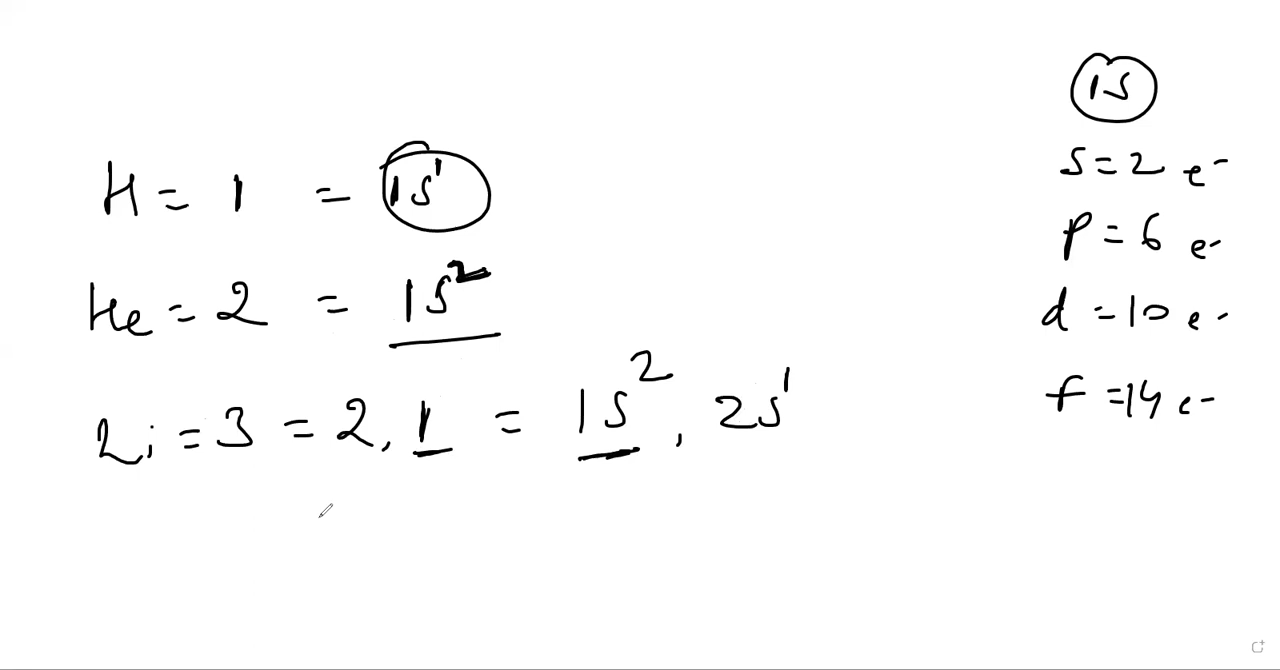 H = 1 = 1s¹
He = 2 = 1s²
Li = 3 = 2, 1 = 1s², 2s¹
1s
s = 2 e-
p = 6 e-
d = 10 e-
f = 14 e-